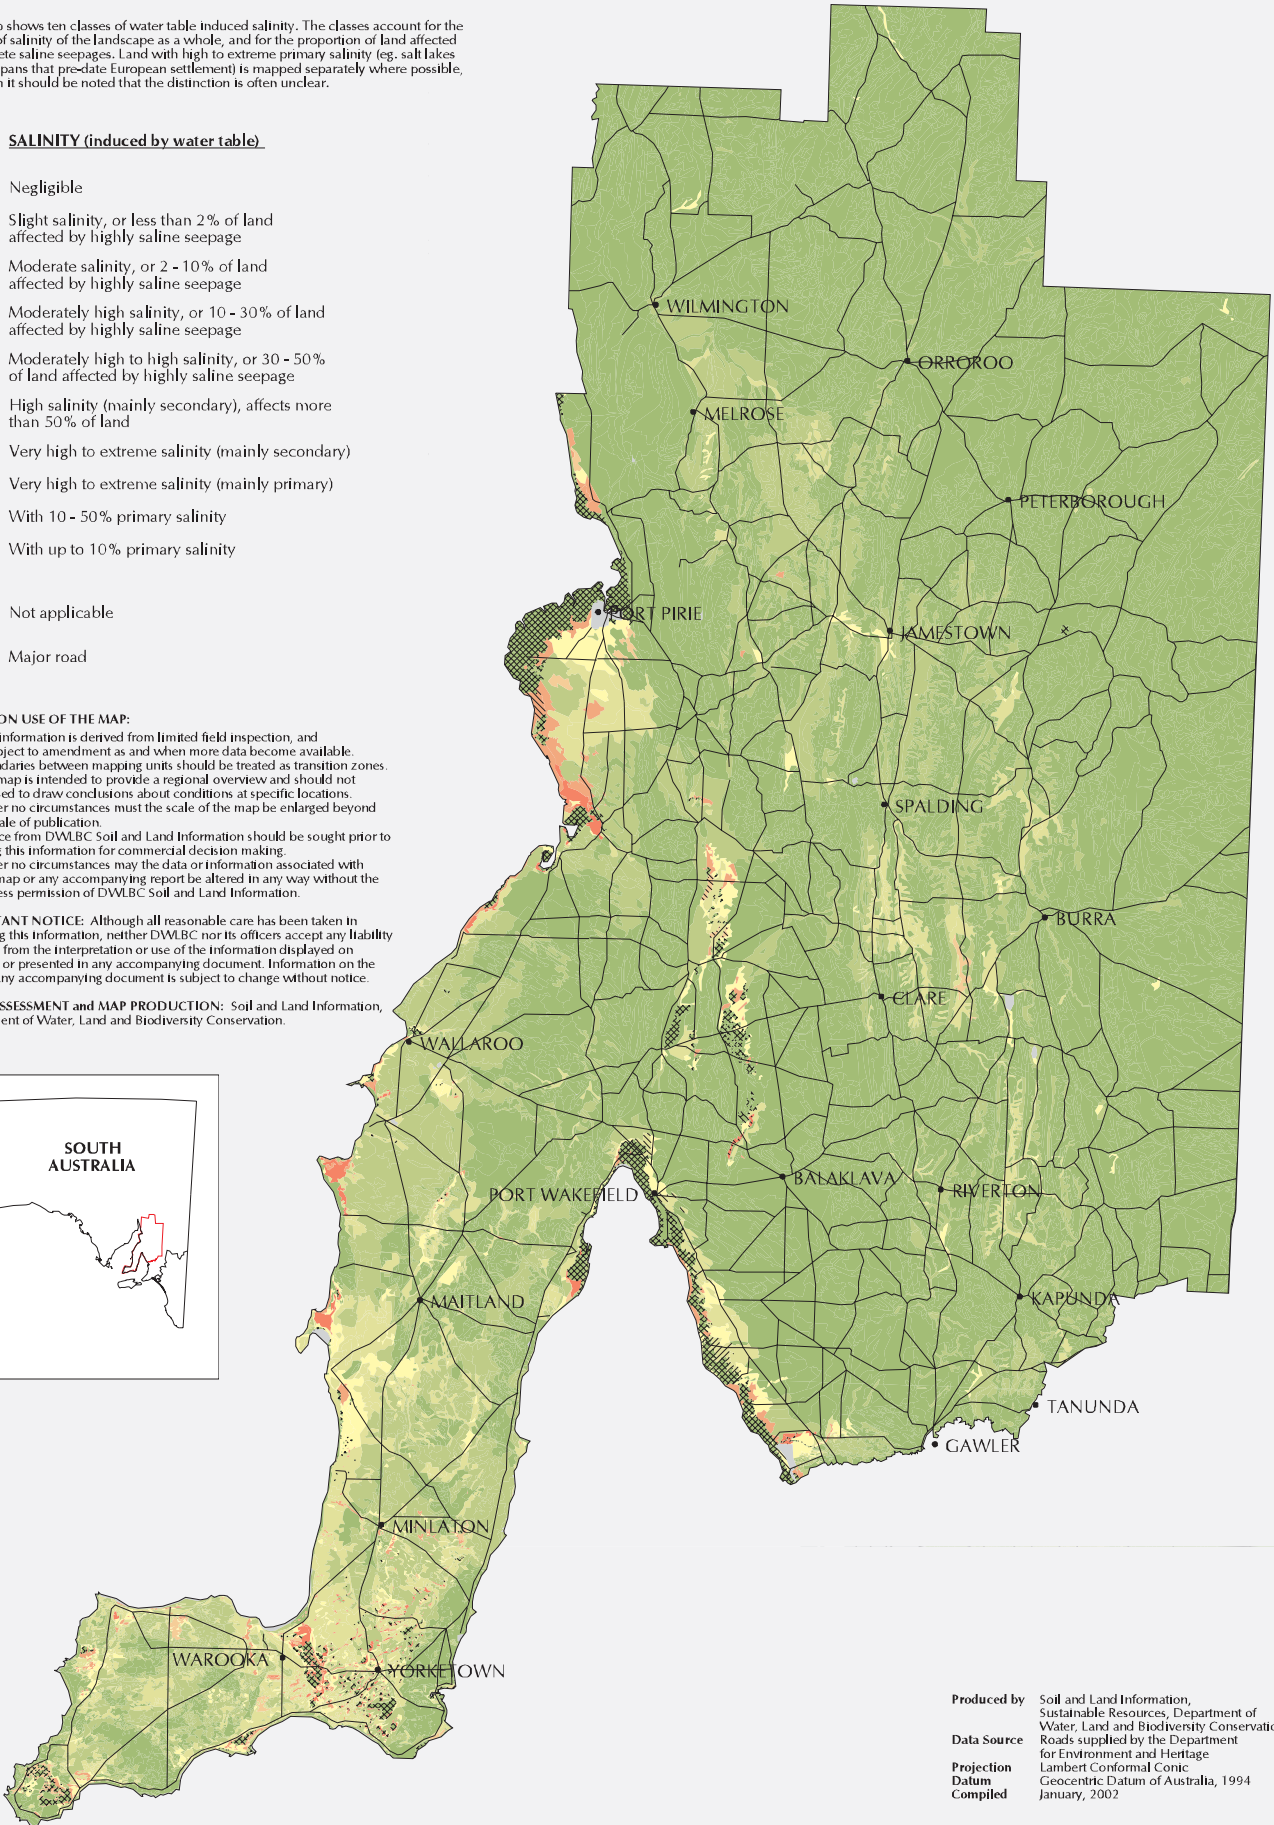 shows ten classes of water table induced salinity. The classes account for the
of salinity of the landscape as a whole, and for the proportion of land affected
ete saline seepages. Land with high to extreme primary salinity (eg. salt lakes
pans that pre-date European settlement) is mapped separately where possible,
it should be noted that the distinction is often unclear.
SALINITY (induced by water table)
Negligible
Slight salinity, or less than 2% of land
affected by highly saline seepage
Moderate salinity, or 2 - 10% of land
affected by highly saline seepage
Moderately high salinity, or 10 - 30% of land
affected by highly saline seepage
Moderately high to high salinity, or 30 - 50%
of land affected by highly saline seepage
High salinity (mainly secondary), affects more
than 50% of land
Very high to extreme salinity (mainly secondary)
Very high to extreme salinity (mainly primary)
With 10 - 50% primary salinity
With up to 10% primary salinity
Not applicable
Major road
ON USE OF THE MAP:
information is derived from limited field inspection, and
bject to amendment as and when more data become available.
ndaries between mapping units should be treated as transition zones.
map is intended to provide a regional overview and should not
sed to draw conclusions about conditions at specific locations.
er no circumstances must the scale of the map be enlarged beyond
cale of publication.
ce from DWLBC Soil and Land Information should be sought prior to
g this information for commercial decision making.
er no circumstances may the data or information associated with
map or any accompanying report be altered in any way without the
ess permission of DWLBC Soil and Land Information.
TANT NOTICE: Although all reasonable care has been taken in
g this information, neither DWLBC nor its officers accept any liability
from the interpretation or use of the information displayed on
or presented in any accompanying document. Information on the
any accompanying document is subject to change without notice.
SSESSMENT and MAP PRODUCTION: Soil and Land Information,
ent of Water, Land and Biodiversity Conservation.
SOUTH
AUSTRALIA
WILMINGTON
ORROROO
MELROSE
PETERBOROUGH
PORT PIRIE
JAMESTOWN
SPALDING
BURRA
CLARE
WALLAROO
BALAKLAVA
PORT WAKEFIELD
RIVERTON
MAITLAND
KAPUNDA
TANUNDA
GAWLER
MINLATON
WAROOKA
YORKETOWN
Produced by Soil and Land Information,
Sustainable Resources, Department of
Water, Land and Biodiversity Conservatio
Data Source Roads supplied by the Department
for Environment and Heritage
Projection Lambert Conformal Conic
Datum Geocentric Datum of Australia, 1994
Compiled January, 2002